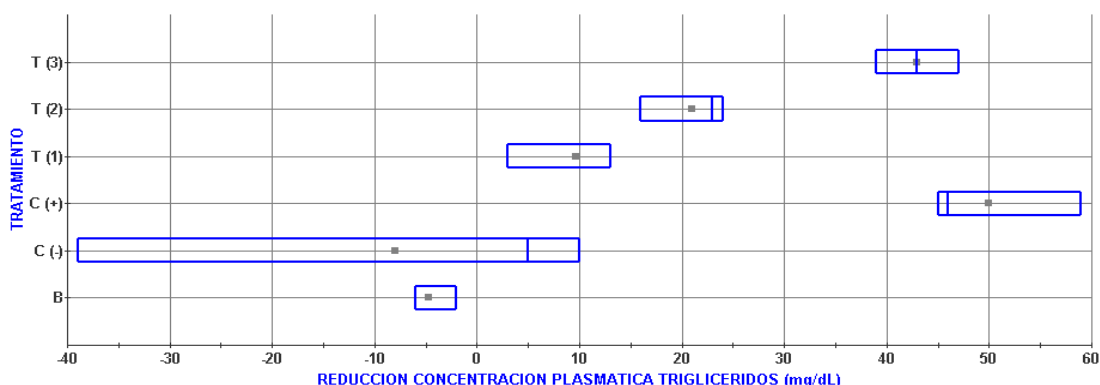 T (3)
T (2)
T (1)
C (+)
C (-)
B
TRATAMIENTO
-40 -30 -20 -10 0 10 20 30 40 50 60
REDUCCION CONCENTRACION PLASMATICA TRIGLICERIDOS (mg/dL)